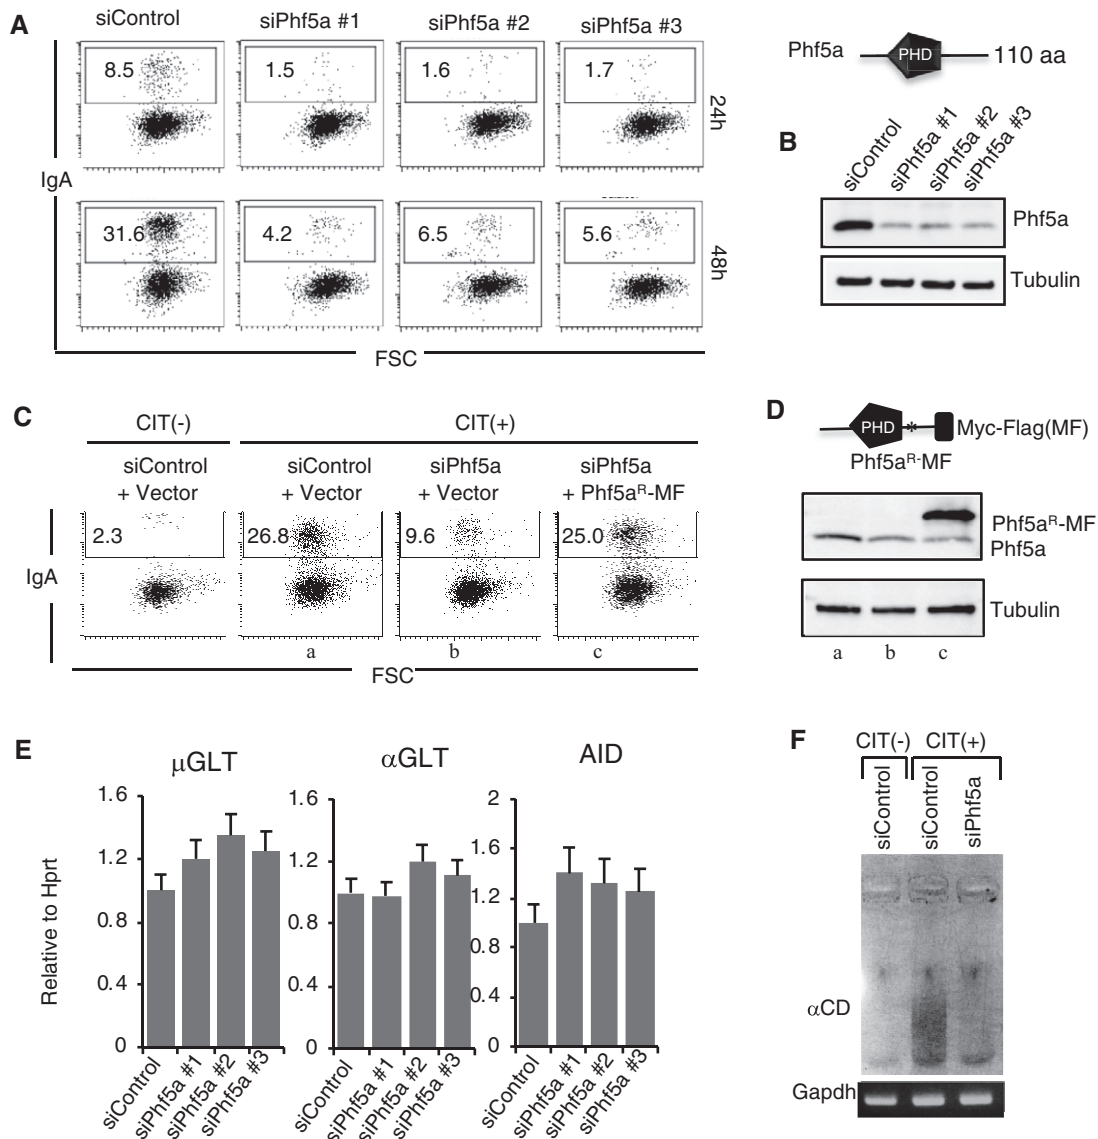 A
siControl siPhf5a #1 siPhf5a #2 siPhf5a #3
8.5 1.5 1.6 1.7
24h
IgA
31.6 4.2 6.5 5.6
48h
FSC
Phf5a PHD 110 aa
B
siControl siPhf5a #1 siPhf5a #2 siPhf5a #3
Phf5a
Tubulin
C
CIT(-) CIT(+)
siControl siControl siPhf5a siPhf5a
+ Vector + Vector + Vector + Phf5aᴿ-MF
2.3 26.8 9.6 25.0
IgA
a b c
FSC
D
PHD * Myc-Flag(MF)
Phf5aᴿ-MF
Phf5aᴿ-MF
Phf5a
Tubulin
a b c
E
μGLT αGLT AID
Relative to Hprt
1.6 1.2 0.8 0.4 0
1.6 1.2 0.8 0.4 0
2 1.6 1.2 0.8 0.4 0
siControl siPhf5a #1 siPhf5a #2 siPhf5a #3
siControl siPhf5a #1 siPhf5a #2 siPhf5a #3
siControl siPhf5a #1 siPhf5a #2 siPhf5a #3
F
CIT(-) CIT(+)
siControl siControl siPhf5a
αCD
Gapdh